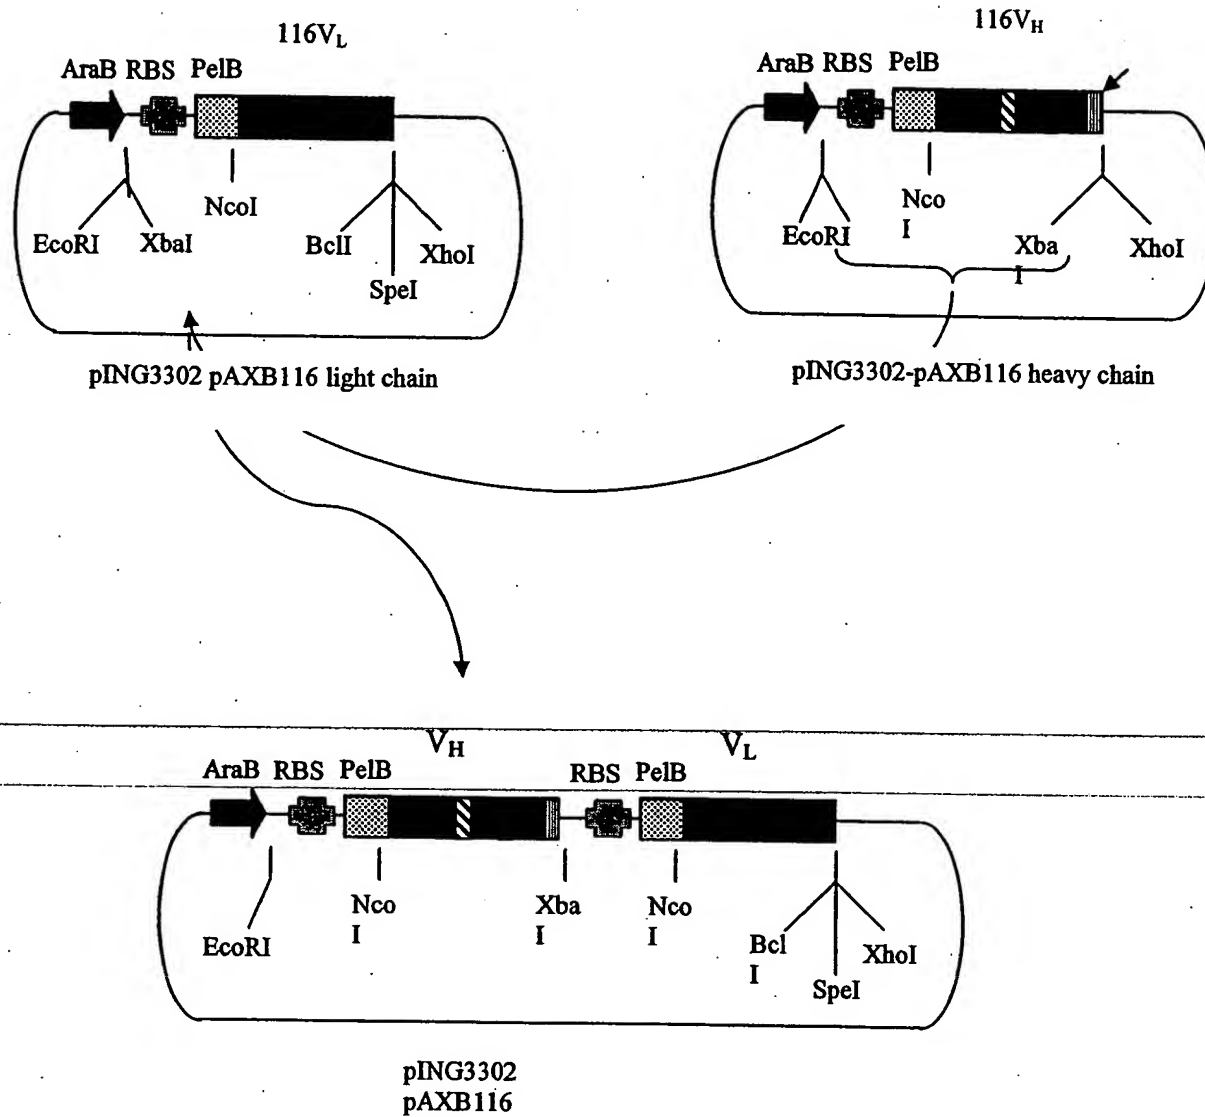 116VL
AraB RBS PelB
EcoRI XbaI
NcoI
BclI
SpeI
XhoI
pING3302 pAXB116 light chain
116VH
AraB RBS PelB
EcoRI
Nco
I
Xba
I
XhoI
pING3302-pAXB116 heavy chain
VH VL
AraB RBS PelB RBS PelB
EcoRI
Nco
I
Xba
I
Nco
I
Bcl
I
SpeI
XhoI
pING3302
pAXB116